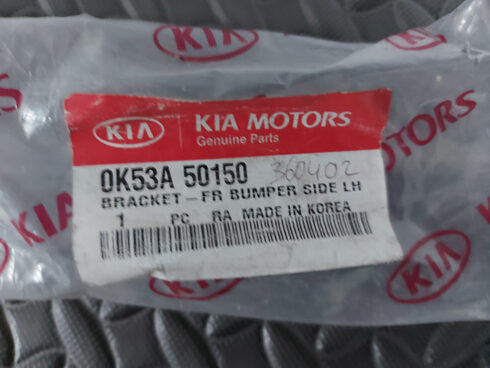 KIA
KIA
KIA MOTORS
Genuine Parts
0K53A 50150 360402
BRACKET-FR BUMPER SIDE LH
1 PC RA MADE IN KOREA
KIA
MOTORS
KIA
KIA